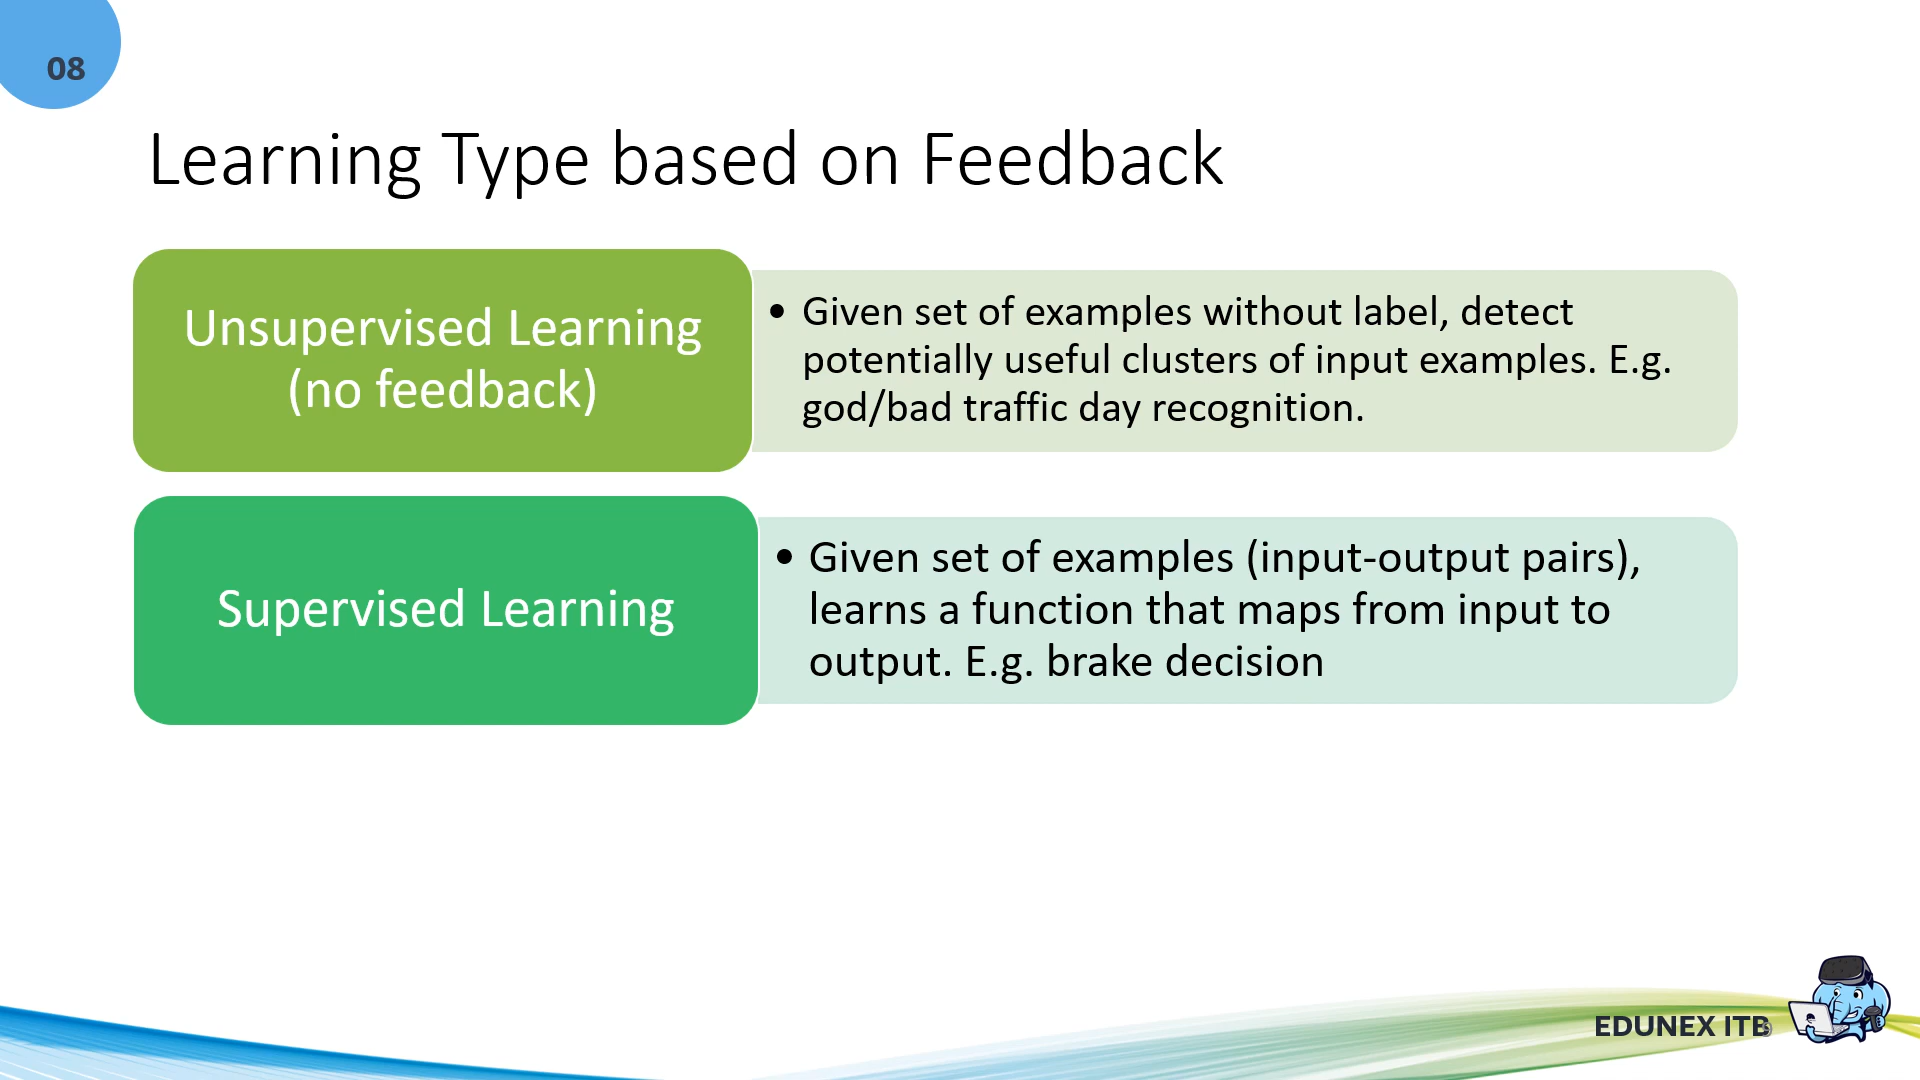 08
Learning Type based on Feedback
Unsupervised Learning
(no feedback)
• Given set of examples without label, detect
potentially useful clusters of input examples. E.g.
god/bad traffic day recognition.
Supervised Learning
• Given set of examples (input-output pairs),
learns a function that maps from input to
output. E.g. brake decision
EDUNEX ITB